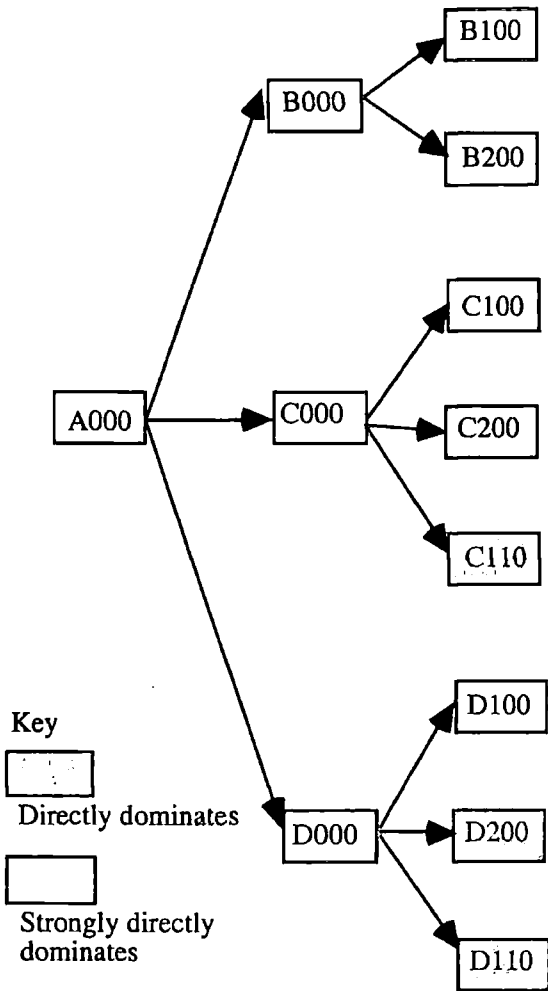 B100
B000
B200
C100
A000
C000
C200
C110
D100
Key
Directly dominates
D000
D200
Strongly directly
dominates
D110